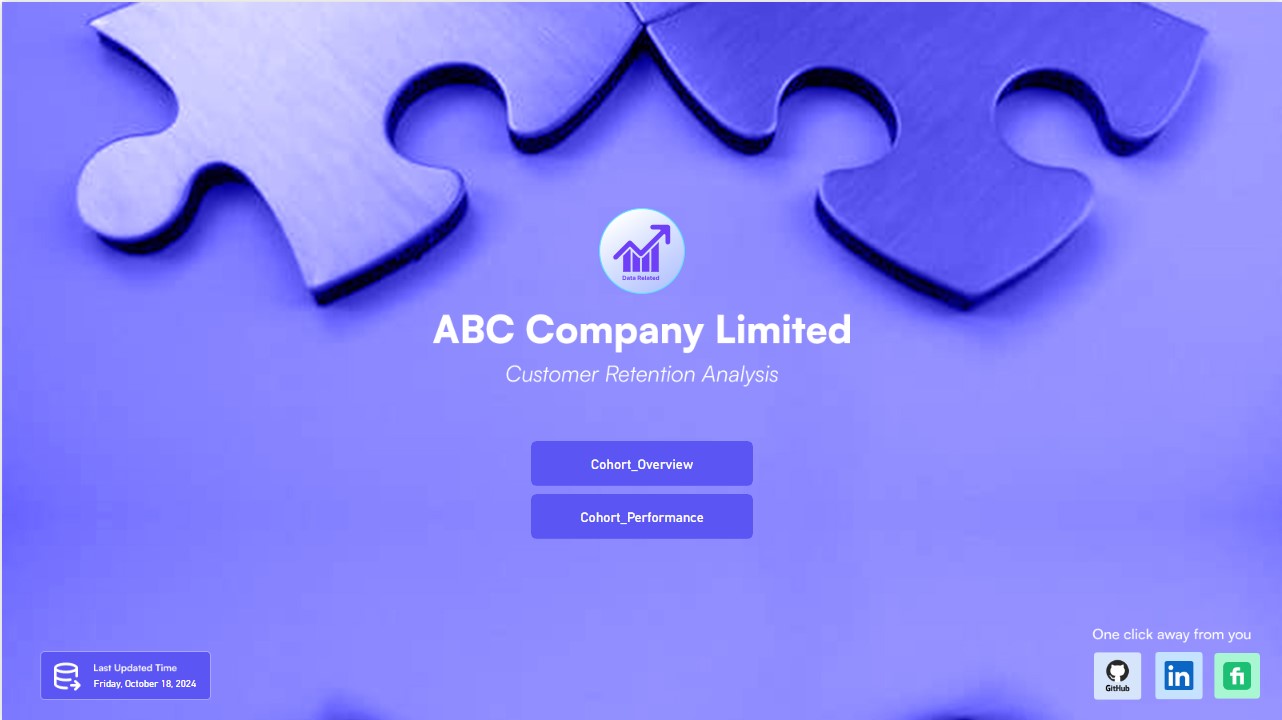 Data Related
ABC Company Limited
Customer Retention Analysis
Cohort_Overview
Cohort_Performance
Last Updated Time
Friday, October 18, 2024
One click away from you
GitHub
in
fi